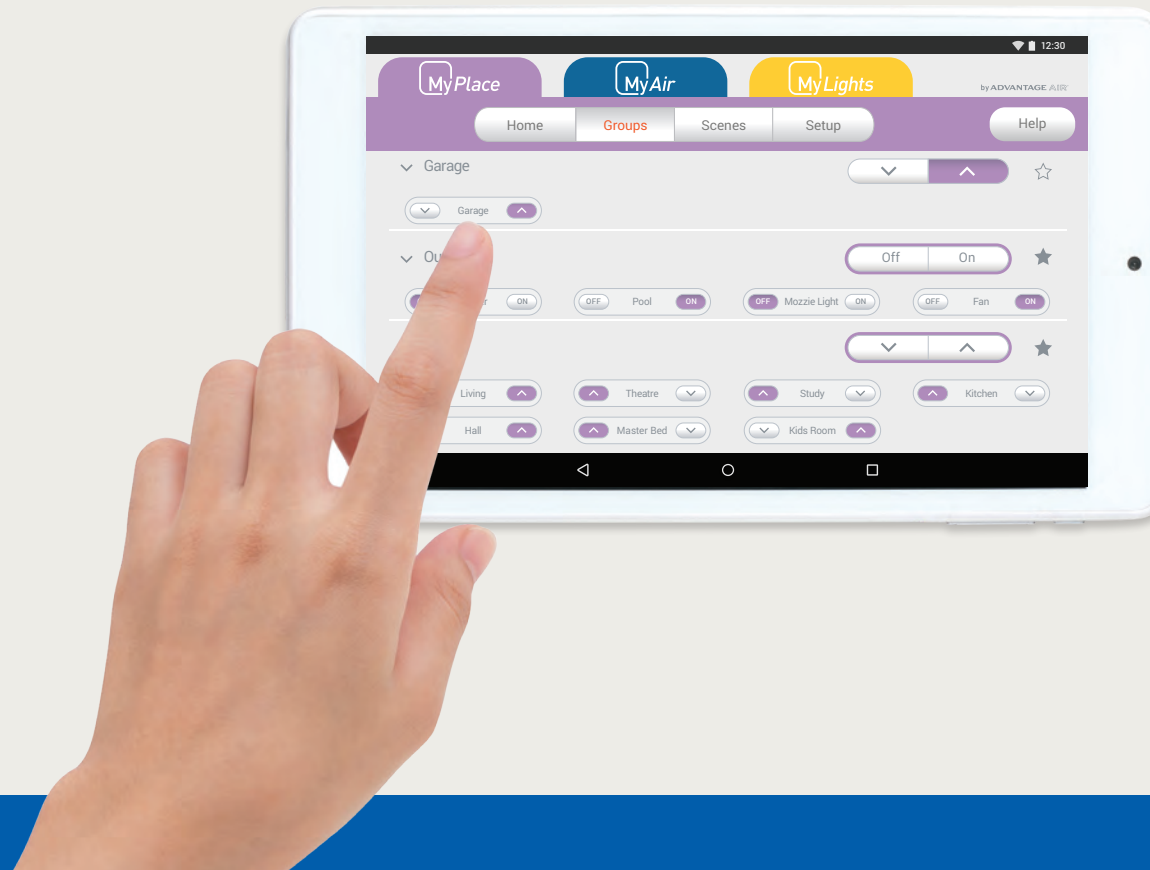 12:30
MyPlace
MyAir
MyLights
by ADVANTAGE AIR
Home
Groups
Scenes
Setup
Help
Garage
Garage
Off
On
ON
OFF
Pool
ON
OFF
Mozzie Light
ON
OFF
Fan
ON
Living
Theatre
Study
Kitchen
Hall
Master Bed
Kids Room